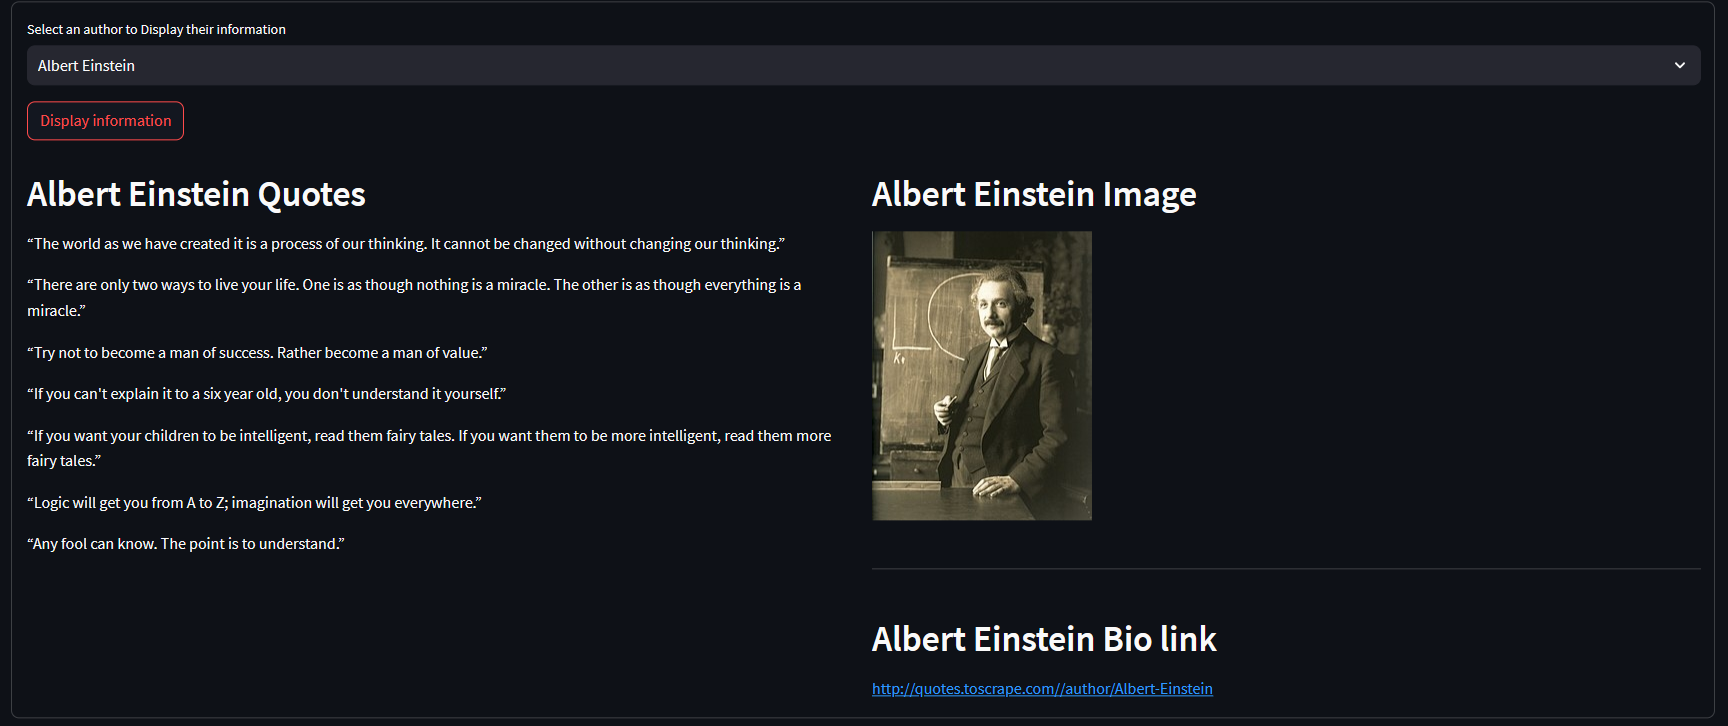 Select an author to Display their information
Albert Einstein
Display information
Albert Einstein Quotes
“The world as we have created it is a process of our thinking. It cannot be changed without changing our thinking.”
“There are only two ways to live your life. One is as though nothing is a miracle. The other is as though everything is a
miracle.”
“Try not to become a man of success. Rather become a man of value.”
“If you can't explain it to a six year old, you don't understand it yourself.”
“If you want your children to be intelligent, read them fairy tales. If you want them to be more intelligent, read them more
fairy tales.”
“Logic will get you from A to Z; imagination will get you everywhere.”
“Any fool can know. The point is to understand.”
Albert Einstein Image
Albert Einstein Bio link
http://quotes.toscrape.com//author/Albert-Einstein